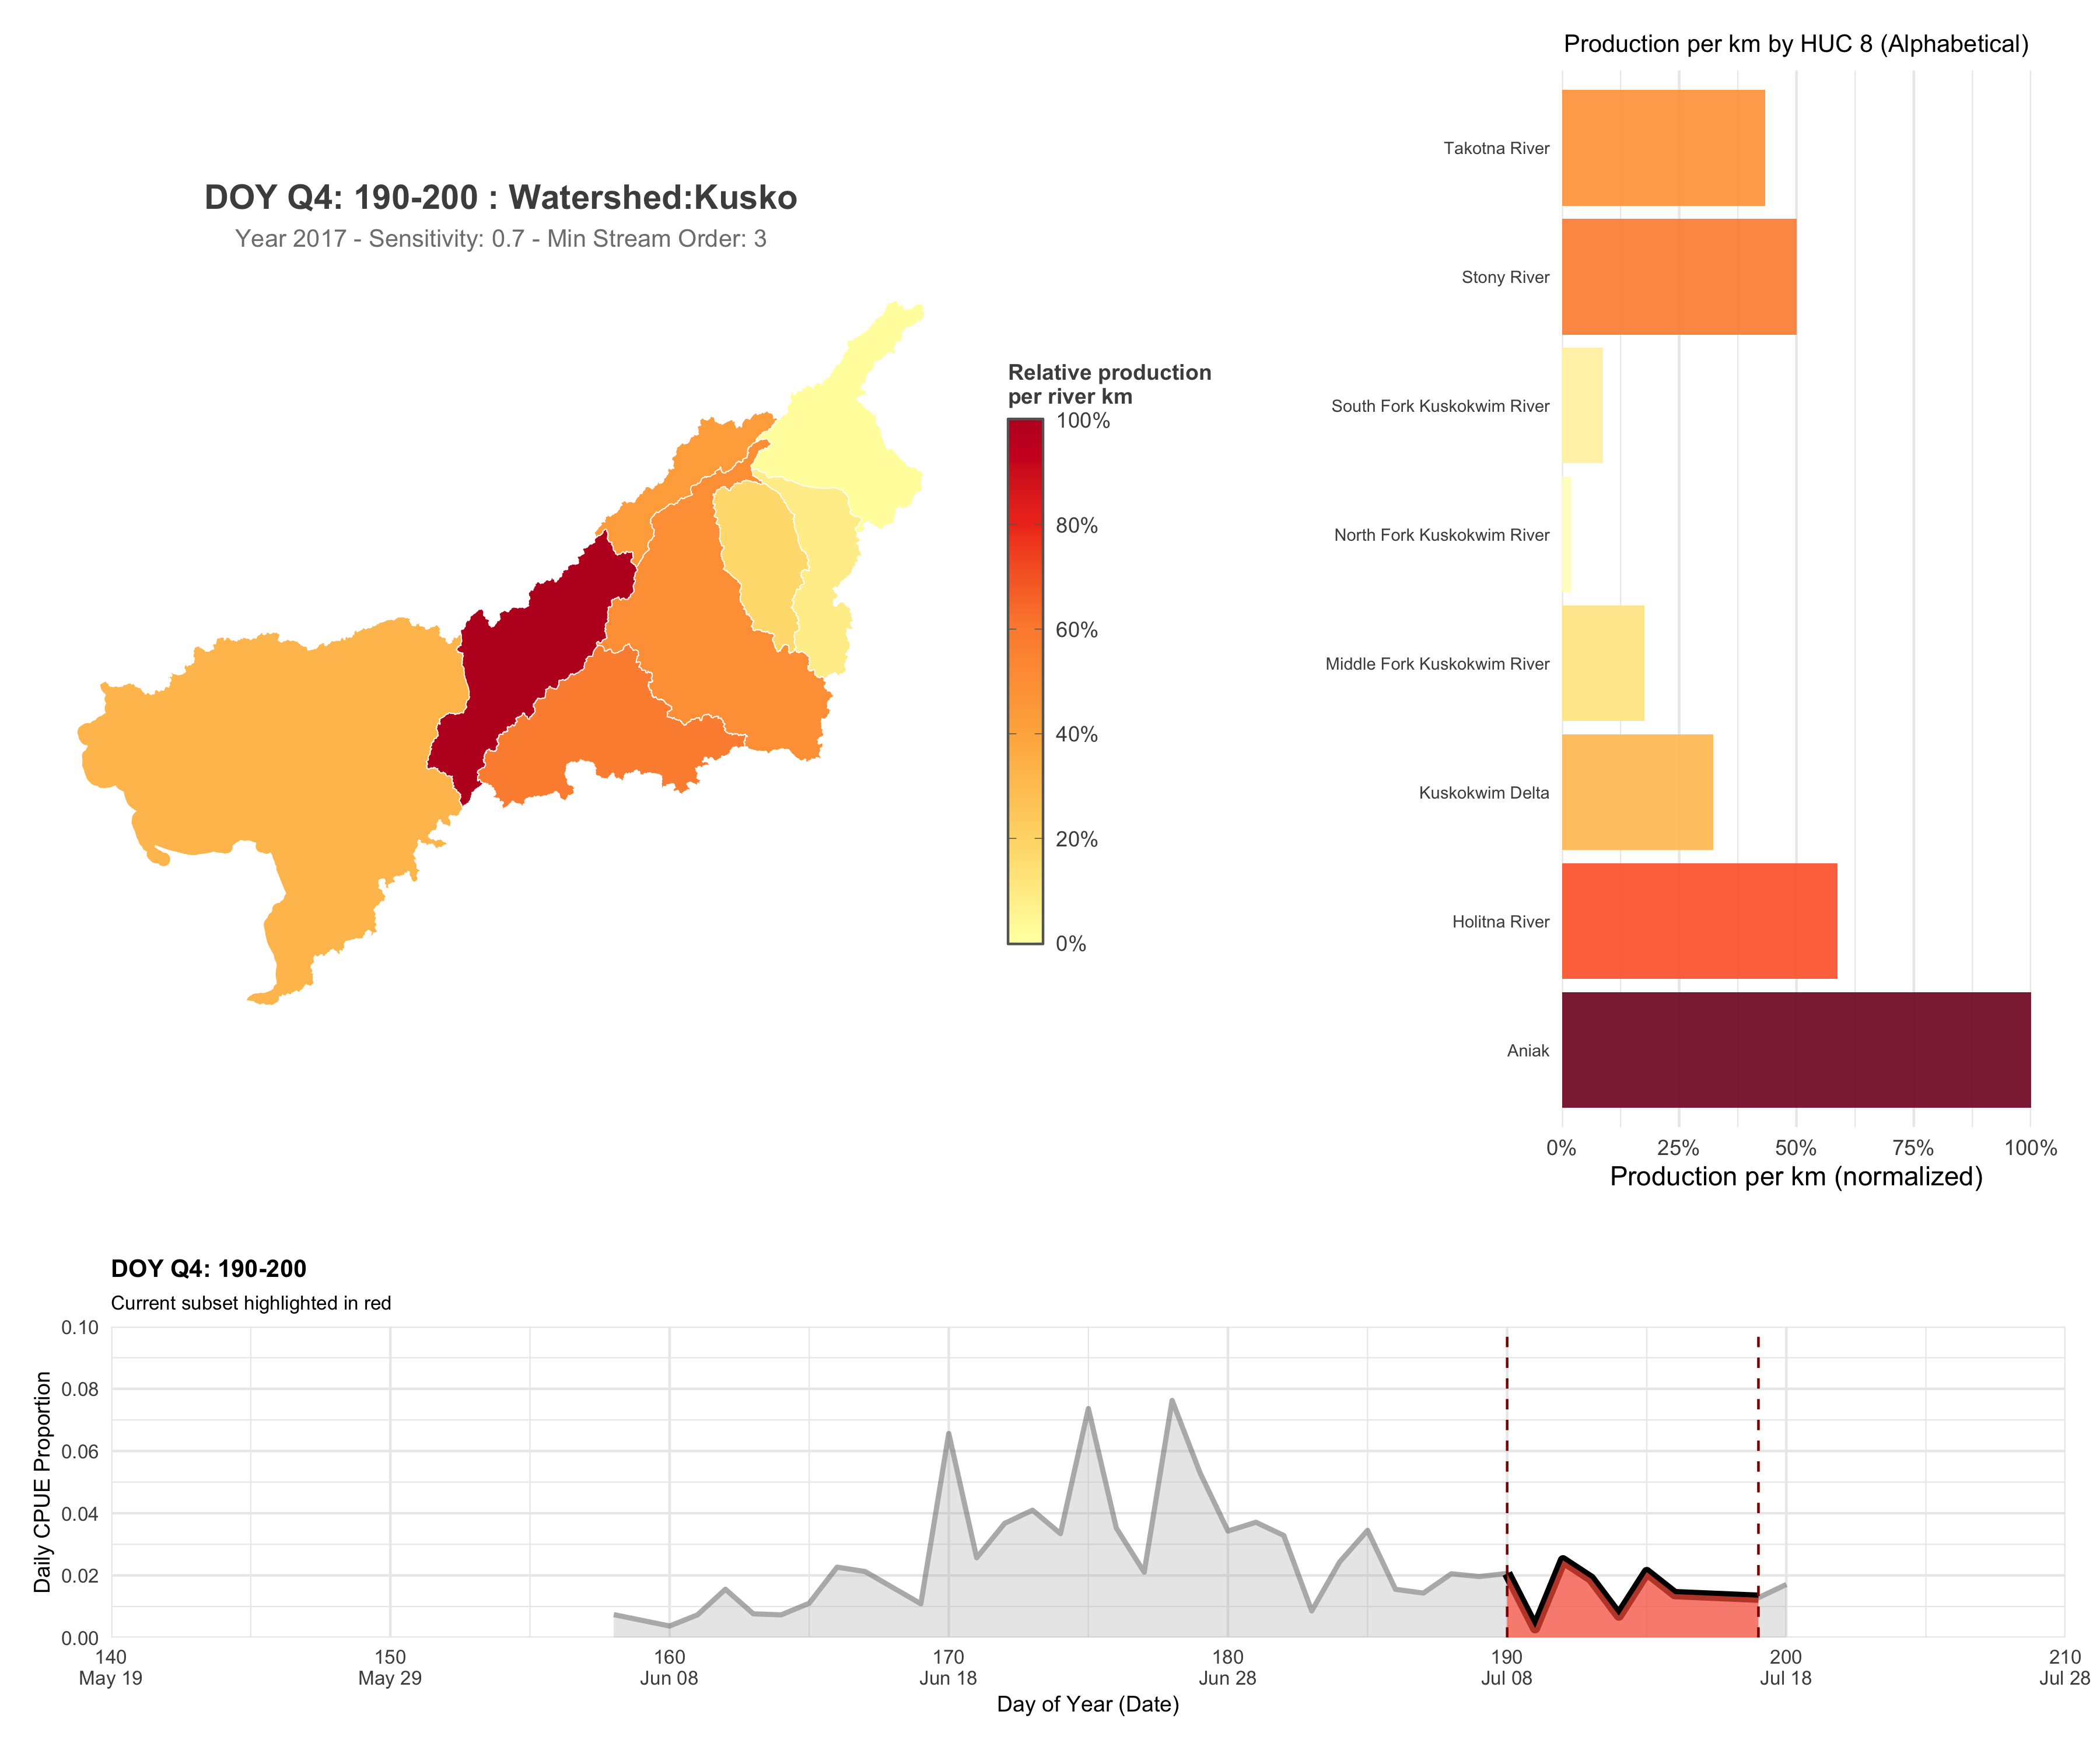 DOY Q4: 190-200 : Watershed:Kusko
Year 2017 - Sensitivity: 0.7 - Min Stream Order: 3
Relative production
per river km
100%
80%
60%
40%
20%
0%
Production per km by HUC 8 (Alphabetical)
Takotna River
Stony River
South Fork Kuskokwim River
North Fork Kuskokwim River
Middle Fork Kuskokwim River
Kuskokwim Delta
Holitna River
Aniak
0% 25% 50% 75% 100%
Production per km (normalized)
DOY Q4: 190-200
Current subset highlighted in red
Daily CPUE Proportion
0.10
0.08
0.06
0.04
0.02
0.00
140 150 160 170 180 190 200 210
May 19 May 29 Jun 08 Jun 18 Jun 28 Jul 08 Jul 18 Jul 28
Day of Year (Date)